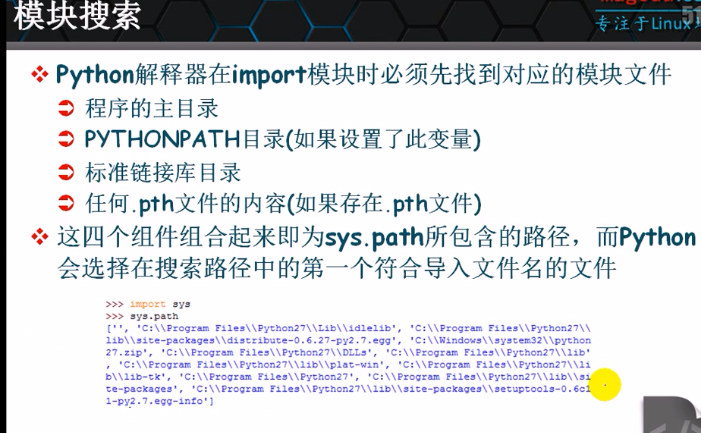 模块搜索
专注于Linux
51
Python解释器在import模块时必须先找到对应的模块文件
程序的主目录
PYTHONPATH目录(如果设置了此变量)
标准链接库目录
任何.pth文件的内容(如果存在.pth文件)
这四个组件组合起来即为sys.path所包含的路径，而Python
会选择在搜索路径中的第一个符合导入文件名的文件
>>> import sys
>>> sys.path
['', 'C:\\Program Files\\Python27\\Lib\\idlelib', 'C:\\Program Files\\Python27\\
lib\\site-packages\\distribute-0.6.27-py2.7.egg', 'C:\\Windows\\system32\\python
27.zip', 'C:\\Program Files\\Python27\\DLLs', 'C:\\Program Files\\Python27\\lib'
, 'C:\\Program Files\\Python27\\lib\\plat-win', 'C:\\Program Files\\Python27\\li
b\\lib-tk', 'C:\\Program Files\\Python27', 'C:\\Program Files\\Python27\\lib\\si
te-packages', 'C:\\Program Files\\Python27\\lib\\site-packages\\setuptools-0.6c1
1-py2.7.egg-info']